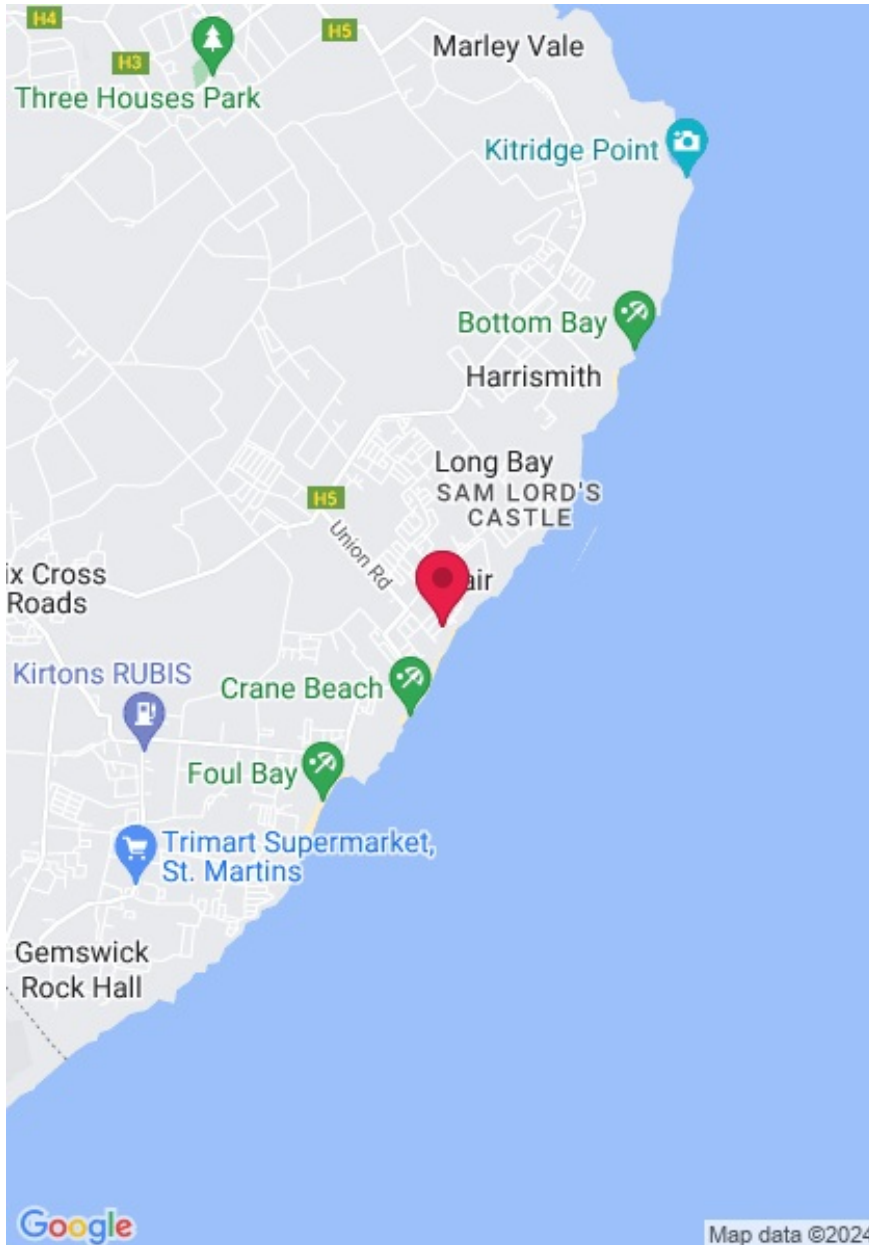 H4
H5
Marley Vale
H3
Three Houses Park
Kitridge Point
Bottom Bay
Harrismith
Long Bay
SAM LORD'S
CASTLE
H5
Union Rd
ix Cross
Roads
air
Kirtons RUBIS
Crane Beach
Foul Bay
Trimart Supermarket,
St. Martins
Gemswick
Rock Hall
Google
Map data ©2024